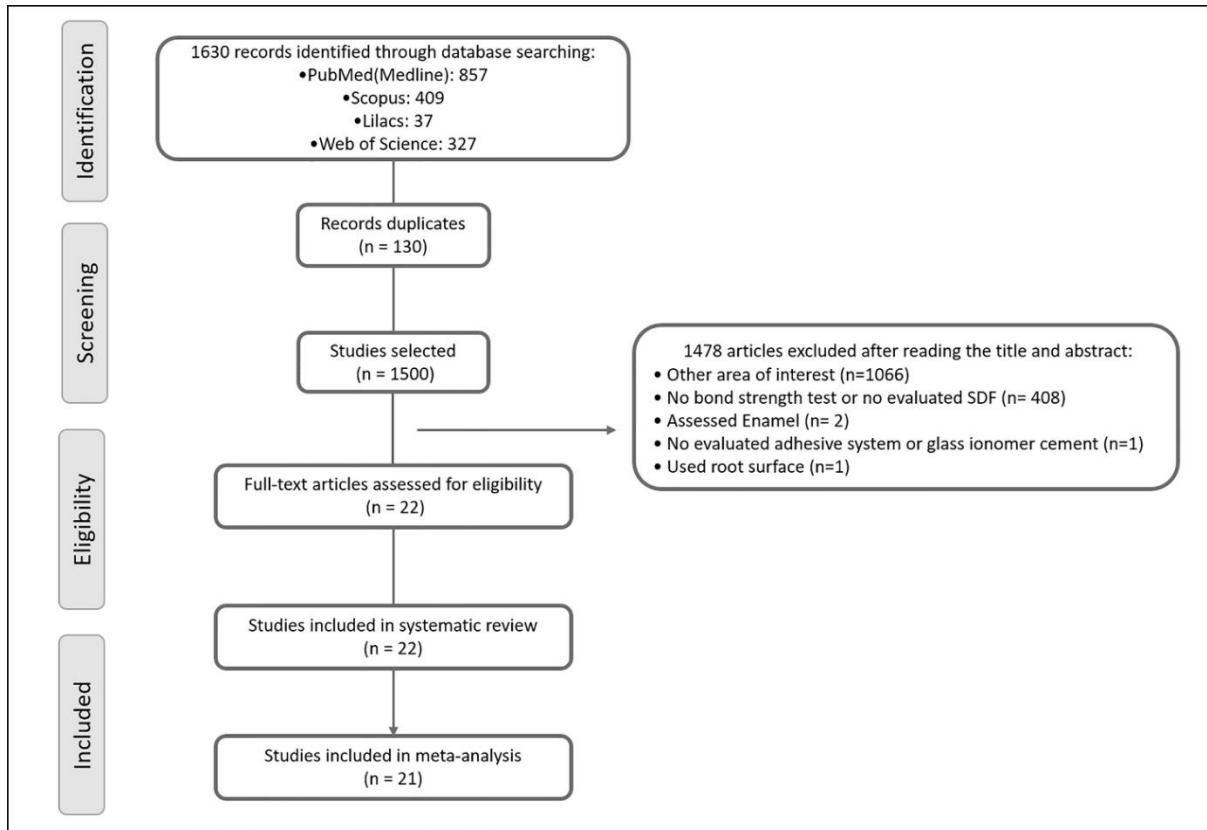 Identification
1630 records identified through database searching:
•PubMed(Medline): 857
•Scopus: 409
•Lilacs: 37
•Web of Science: 327
Screening
Records duplicates
(n = 130)
Studies selected
(n = 1500)
1478 articles excluded after reading the title and abstract:
• Other area of interest (n=1066)
• No bond strength test or no evaluated SDF (n= 408)
• Assessed Enamel (n= 2)
• No evaluated adhesive system or glass ionomer cement (n=1)
• Used root surface (n=1)
Eligibility
Full-text articles assessed for eligibility
(n = 22)
Studies included in systematic review
(n = 22)
Included
Studies included in meta-analysis
(n = 21)